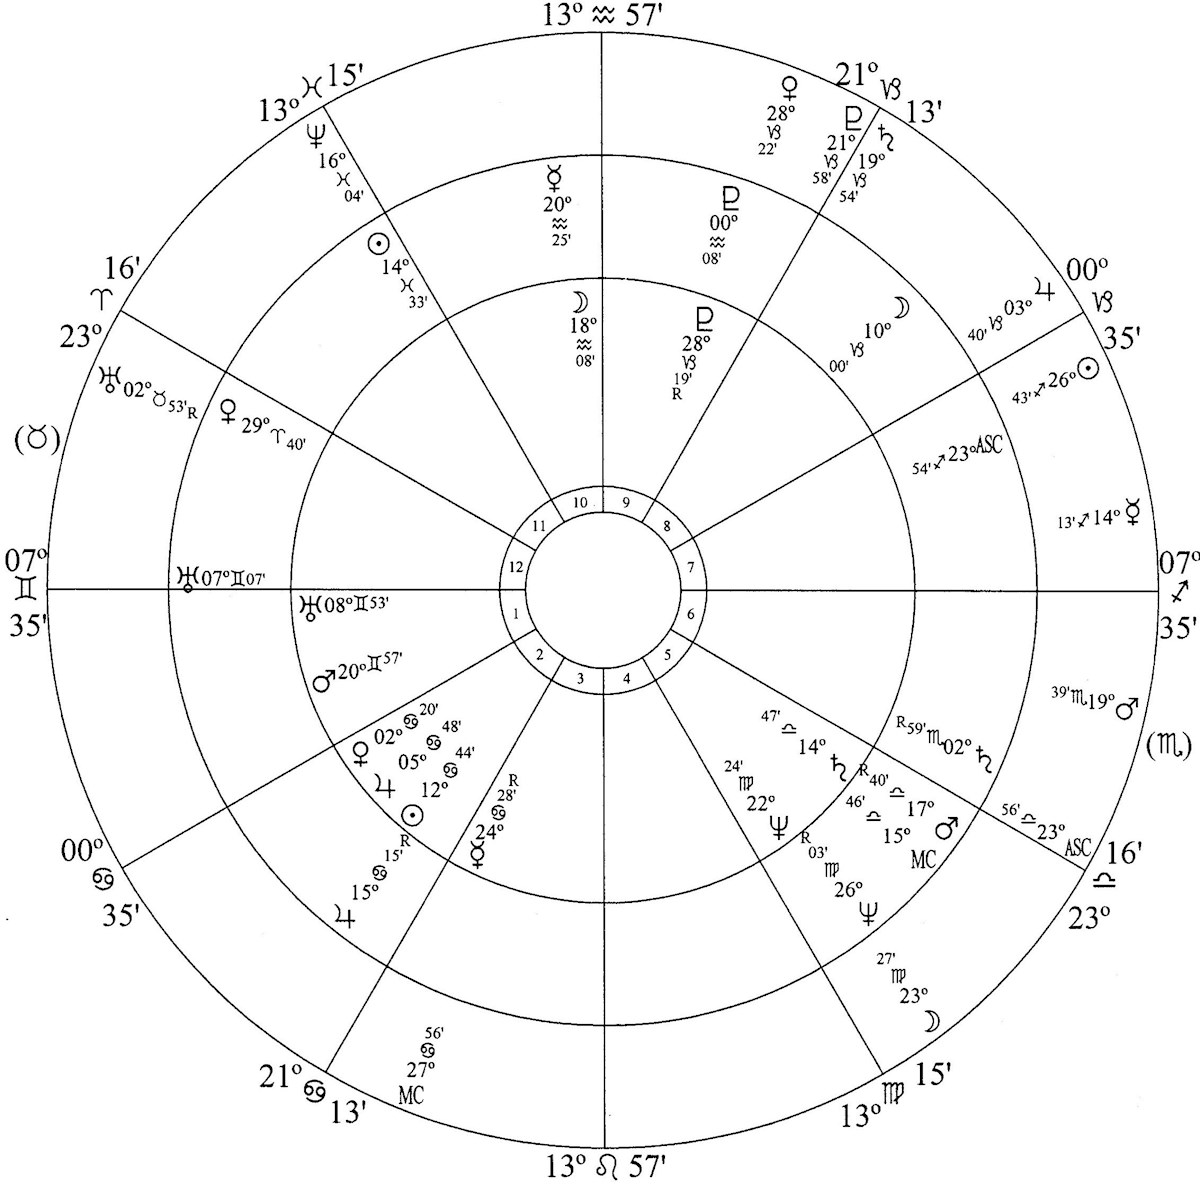 13° ♒ 57'
21° ♑ 13'
00° ♑ 35'
07° ♐ 35'
(♏)
16' ♎ 23°
15' ♍ 13°
13° ♌ 57'
21° ♋ 13'
00° ♋ 35'
07° ♊ 35'
(♉)
16' ♈ 23°
13° ♓ 15'
♀ 28° ♑ 22'
♇ 21° ♑ 58'
♄ 19° ♑ 54'
♃ 03° ♑ 40'
☉ 26° ♐ 43'
☿ 14° ♐ 13'
♂ 19° ♏ 39'
♄ 02° ♏ 59' R
ASC 23° ♎ 56'
☽ 23° ♍ 27'
MC 27° ♋ 56'
♅ 02° ♉ 53' R
♆ 16° ♓ 04'
☿ 20° ♒ 25'
♇ 00° ♒ 08'
☽ 10° ♑ 00'
ASC 23° ♐ 54'
♂ 17° ♎ 40' R
MC 15° ♎ 46'
♆ 26° ♍ 03' R
♃ 15° ♋ 15' R
♅ 07° ♊ 07'
♀ 29° ♈ 40'
☉ 14° ♓ 33'
☽ 18° ♒ 08'
♇ 28° ♑ 19' R
♄ 14° ♎ 47'
♆ 22° ♍ 24'
☿ 24° ♋ 28' R
☉ 12° ♋ 44'
♃ 05° ♋ 48'
♀ 02° ♋ 20'
♂ 20° ♊ 57'
♅ 08° ♊ 53'
1
2
3
4
5
6
7
8
9
10
11
12